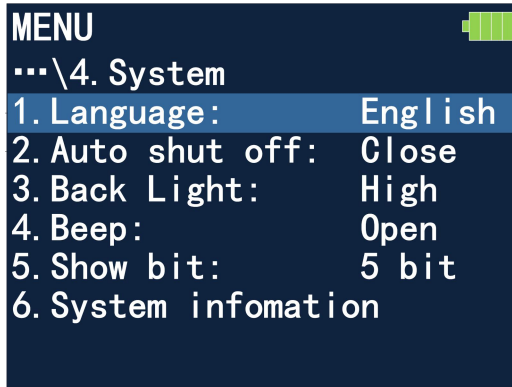 MENU
…\4.System
1.Language: English
2.Auto shut off: Close
3.Back Light: High
4.Beep: Open
5.Show bit: 5 bit
6.System infomation